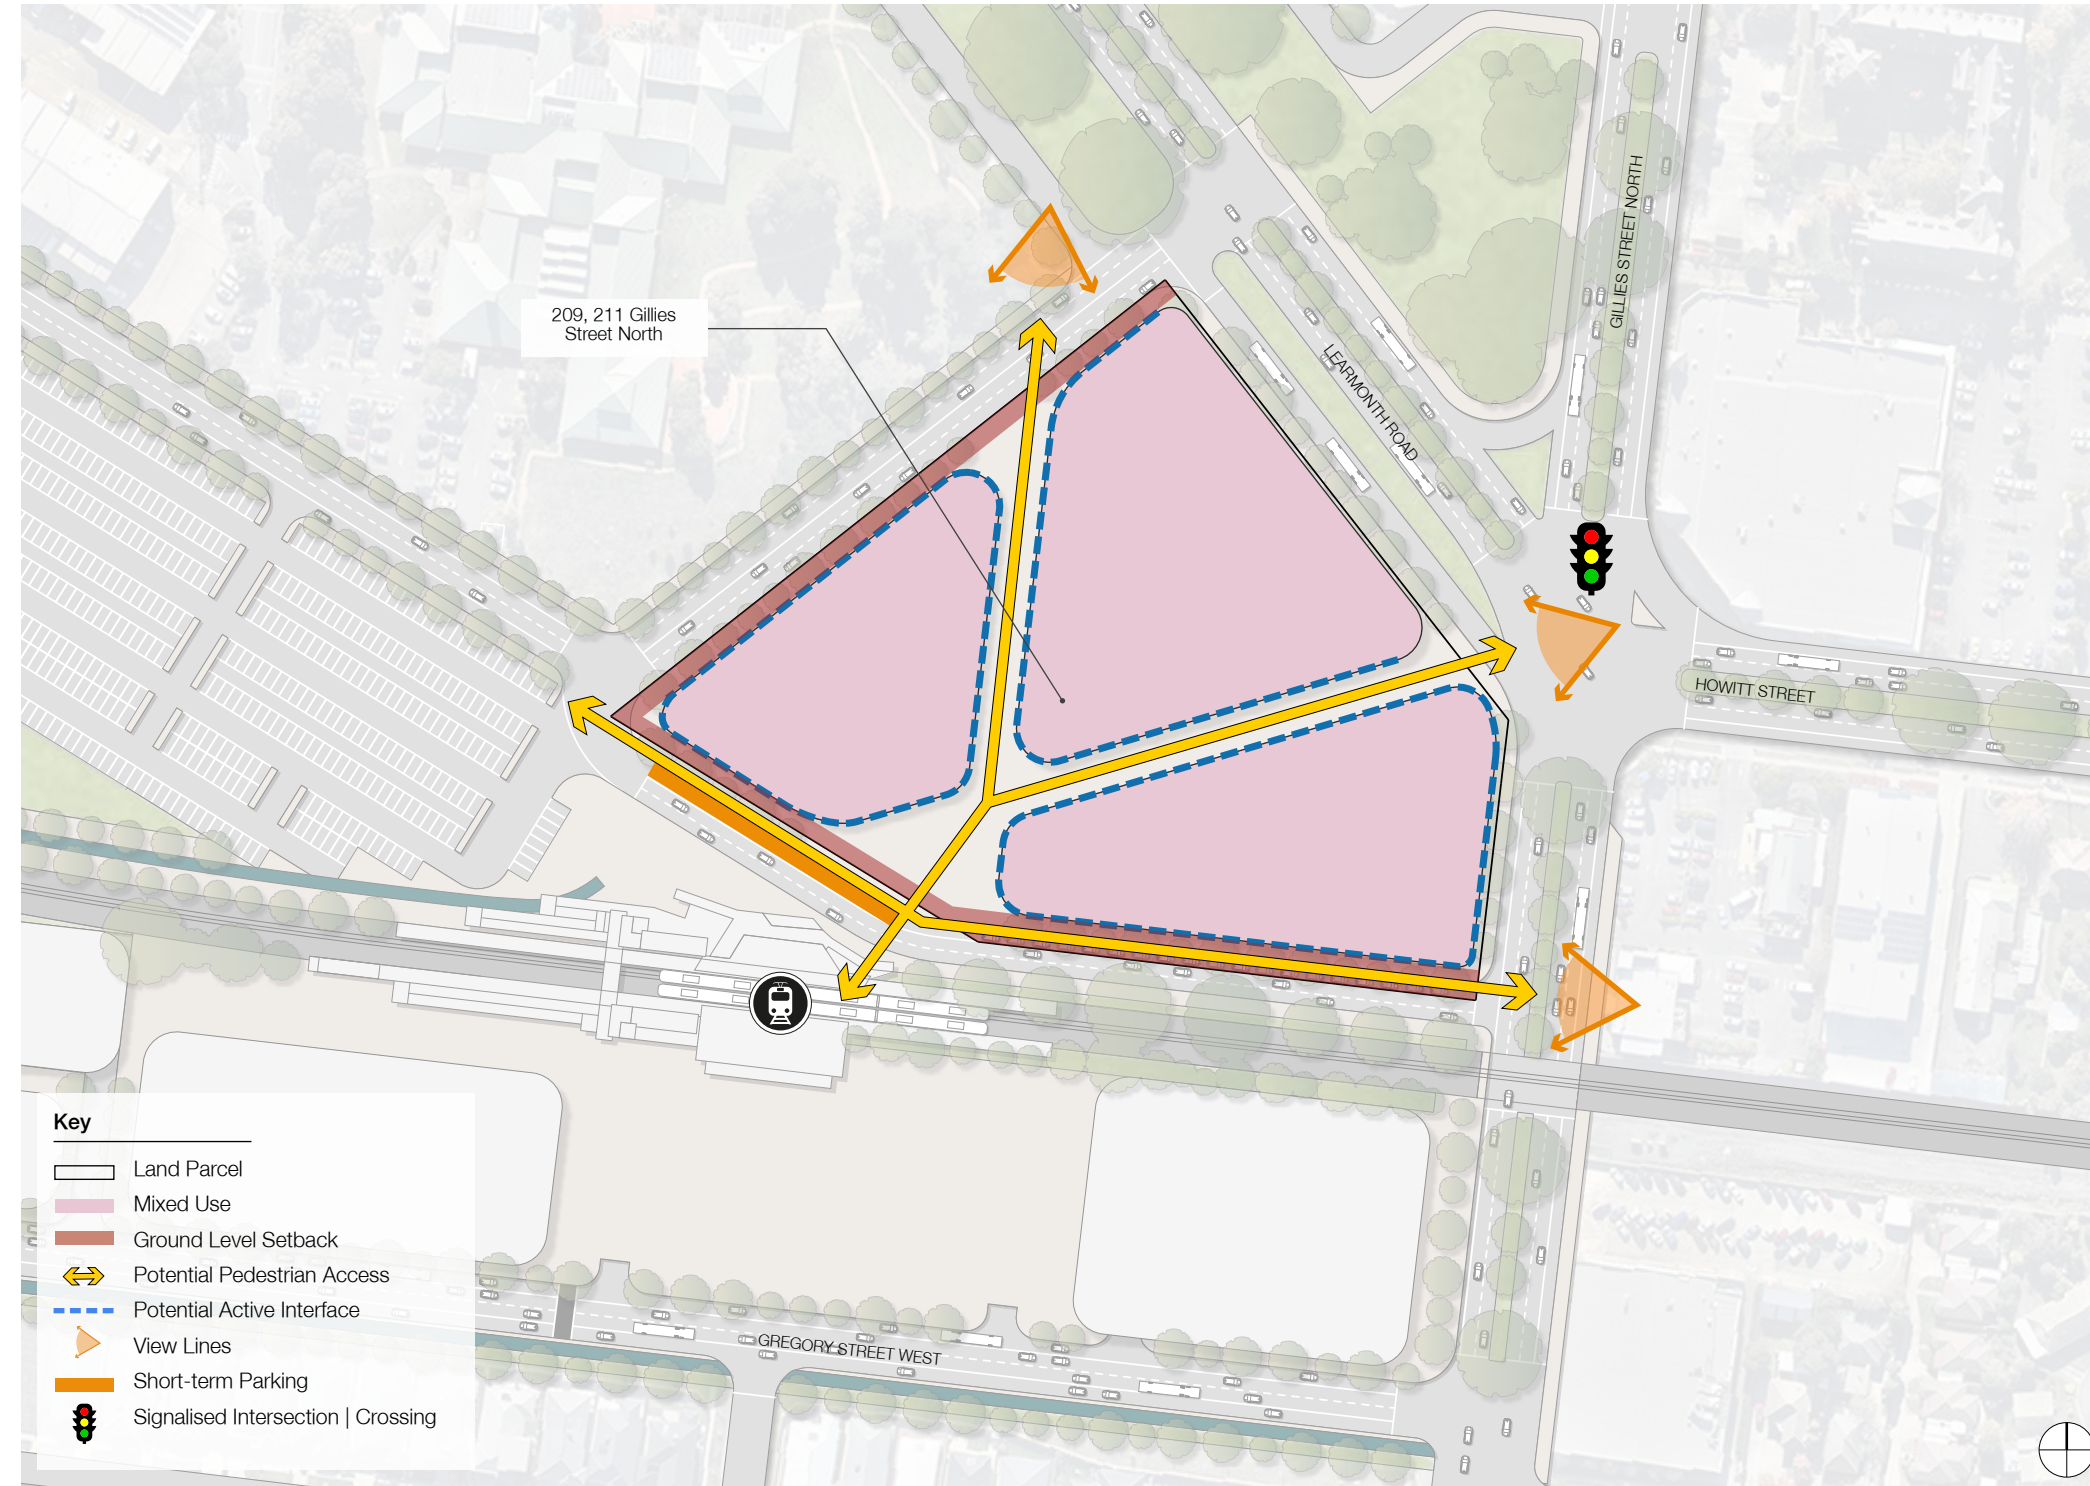 GILLIES STREET NORTH
209, 211 Gillies
Street North
LEARMONTH ROAD
HOWITT STREET
Key
Land Parcel
Mixed Use
Ground Level Setback
Potential Pedestrian Access
Potential Active Interface
View Lines
Short-term Parking
Signalised Intersection | Crossing
GREGORY STREET WEST